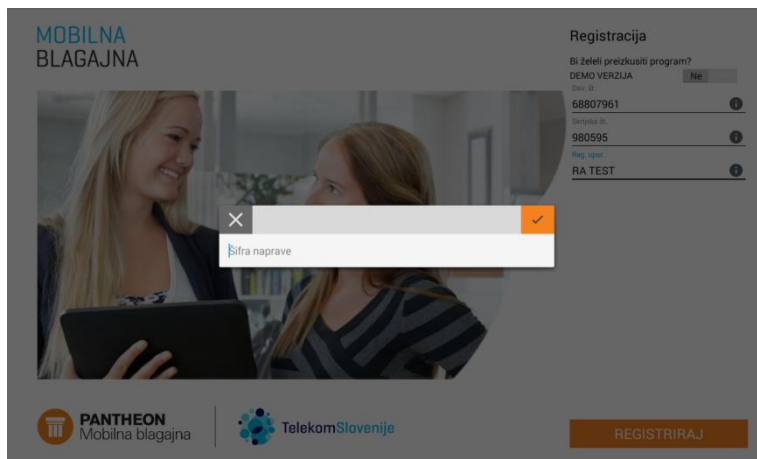 MOBILNA
BLAGAJNA
Registracija
Bi želeli preizkusiti program?
DEMO VERZIJA Ne
Dav. št.
68807961
Serijska št.
980595
Reg. upor.
RA TEST
Šifra naprave
PANTHEON
Mobilna blagajna
TelekomSlovenije
REGISTRIRAJ